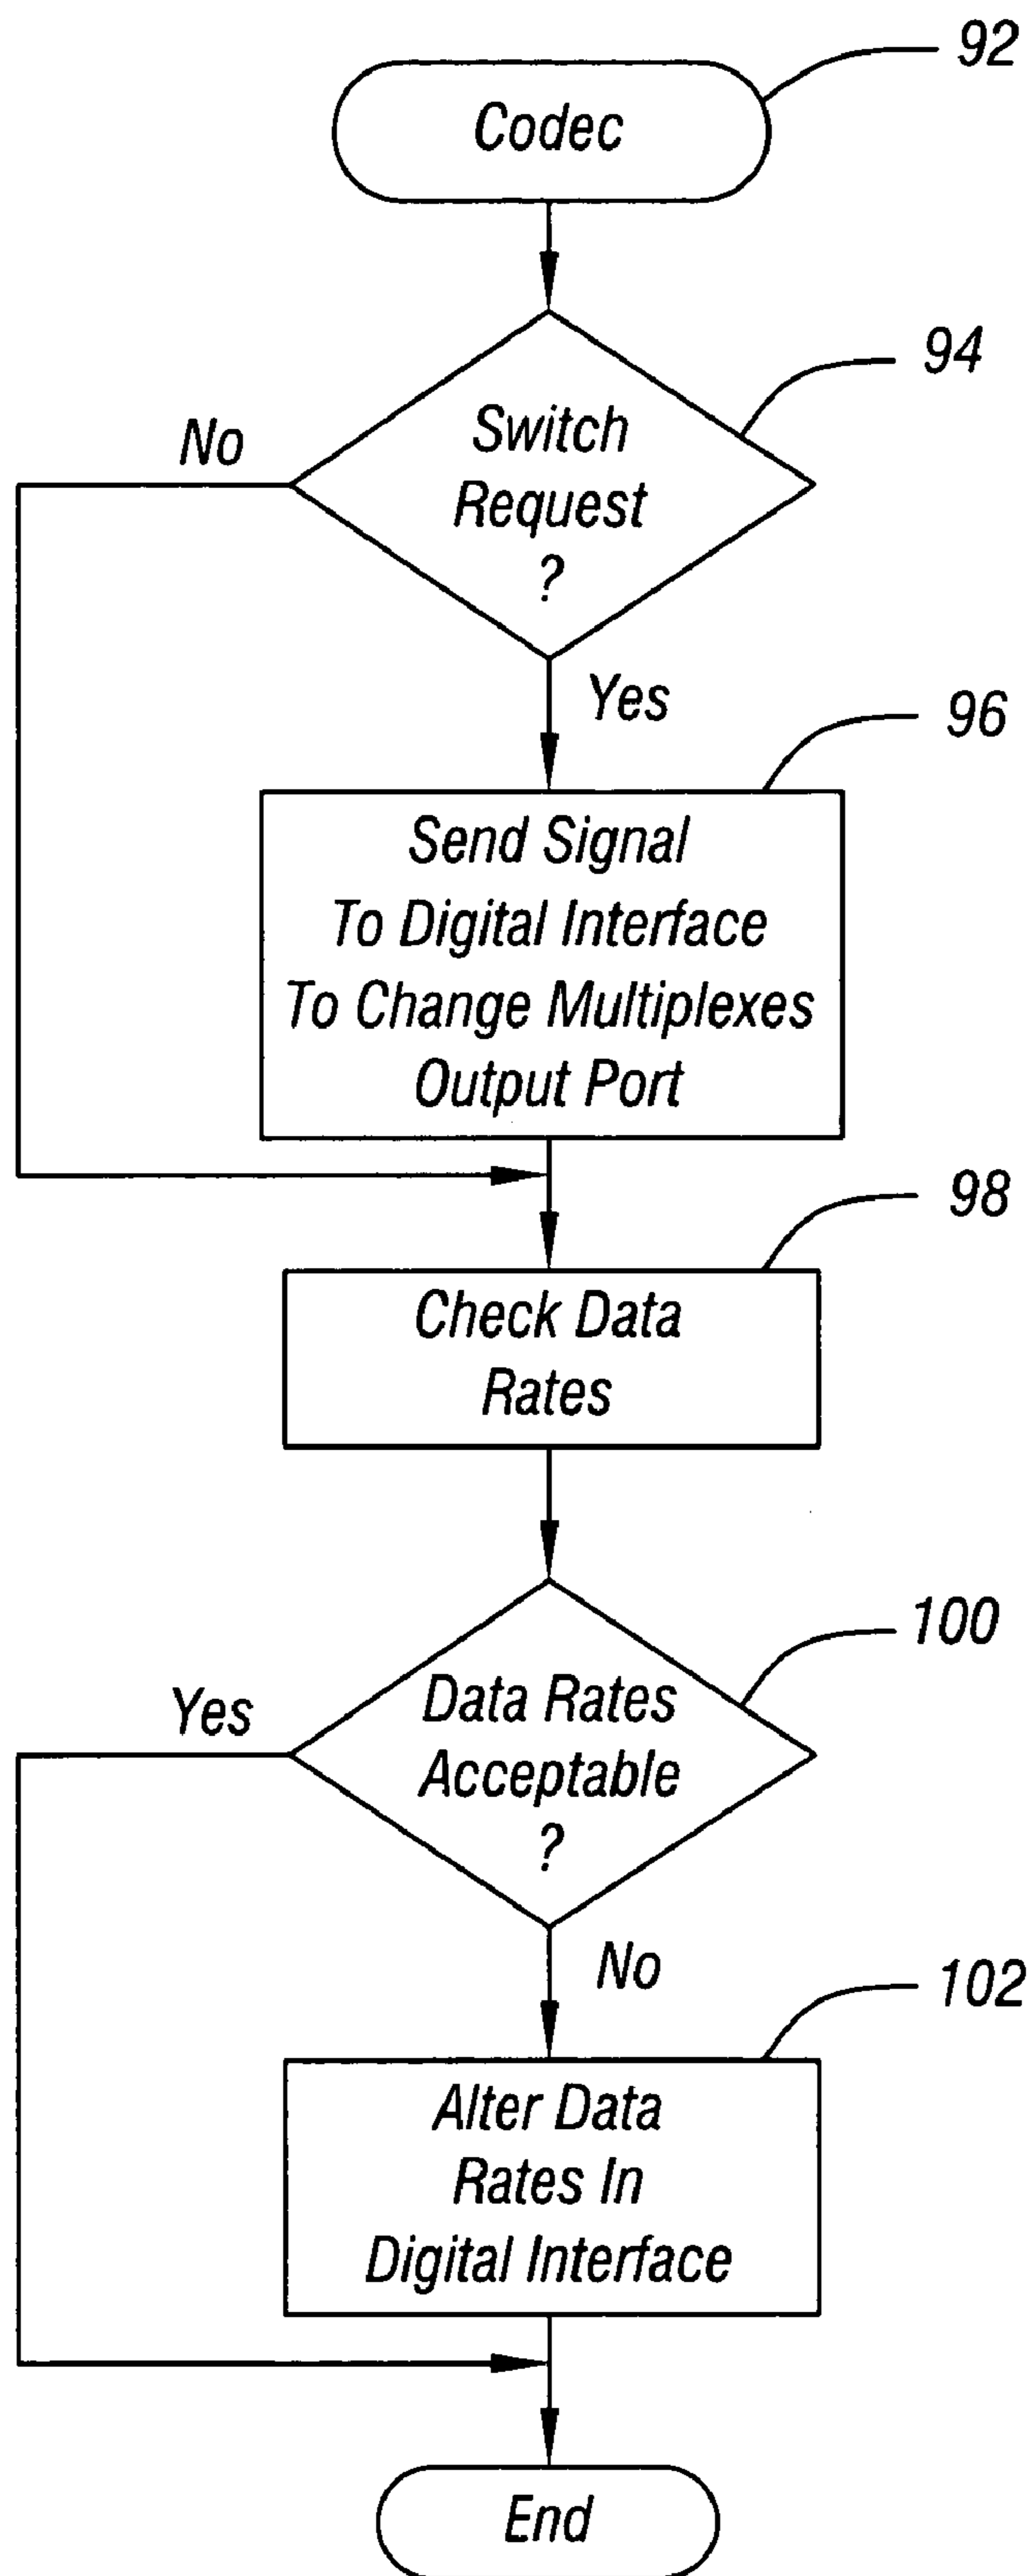 92
Codec
94
Switch
Request
?
No
Yes
96
Send Signal
To Digital Interface
To Change Multiplexes
Output Port
98
Check Data
Rates
100
Data Rates
Acceptable
?
Yes
No
102
Alter Data
Rates In
Digital Interface
End